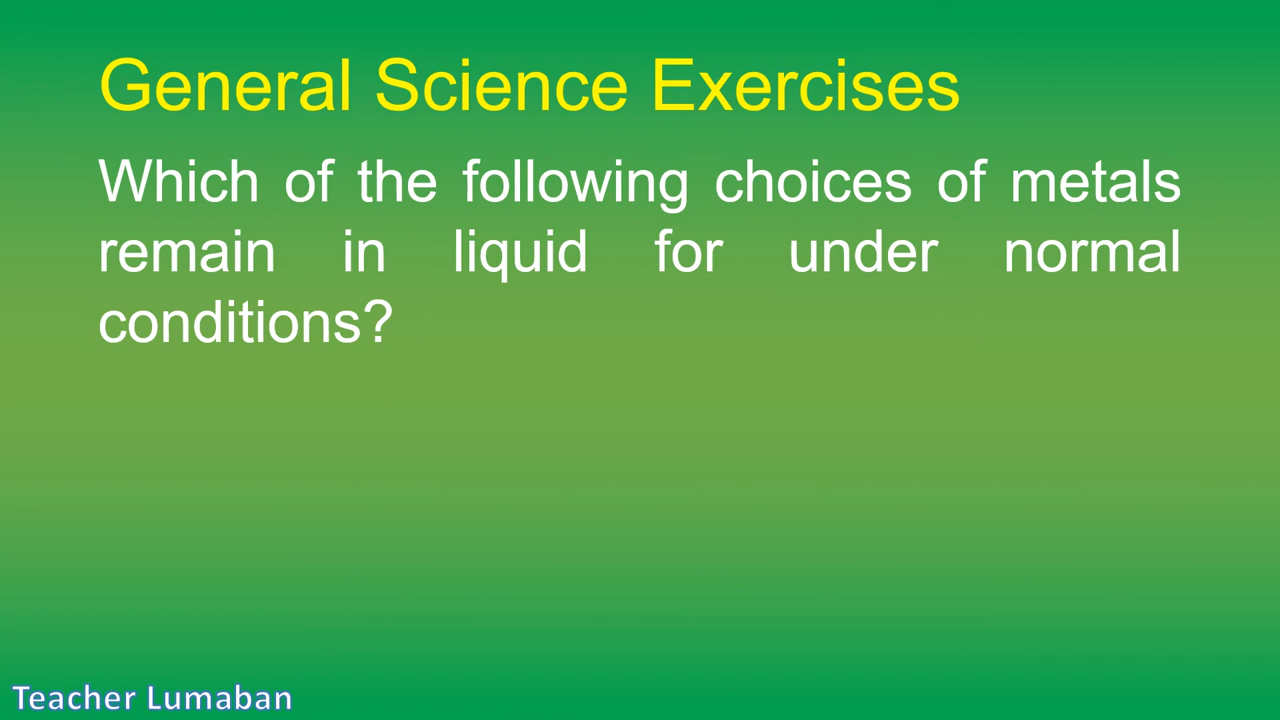 General Science Exercises
Which of the following choices of metals
remain in liquid for under normal
conditions?
Teacher Lumaban